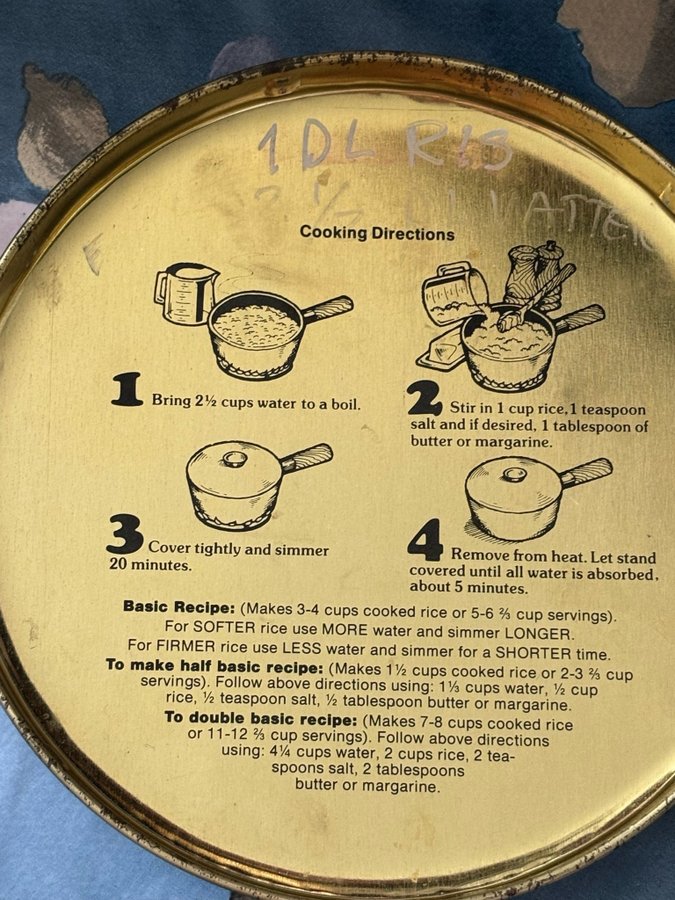 1 DL RIS
2 1/2 DL VATTEN
Cooking Directions
1 Bring 2½ cups water to a boil.
2 Stir in 1 cup rice, 1 teaspoon
salt and if desired, 1 tablespoon of
butter or margarine.
3 Cover tightly and simmer
20 minutes.
4 Remove from heat. Let stand
covered until all water is absorbed,
about 5 minutes.
Basic Recipe: (Makes 3-4 cups cooked rice or 5-6 ⅔ cup servings).
For SOFTER rice use MORE water and simmer LONGER.
For FIRMER rice use LESS water and simmer for a SHORTER time.
To make half basic recipe: (Makes 1½ cups cooked rice or 2-3 ⅔ cup
servings). Follow above directions using: 1⅓ cups water, ½ cup
rice, ½ teaspoon salt, ½ tablespoon butter or margarine.
To double basic recipe: (Makes 7-8 cups cooked rice
or 11-12 ⅔ cup servings). Follow above directions
using: 4¼ cups water, 2 cups rice, 2 tea-
spoons salt, 2 tablespoons
butter or margarine.